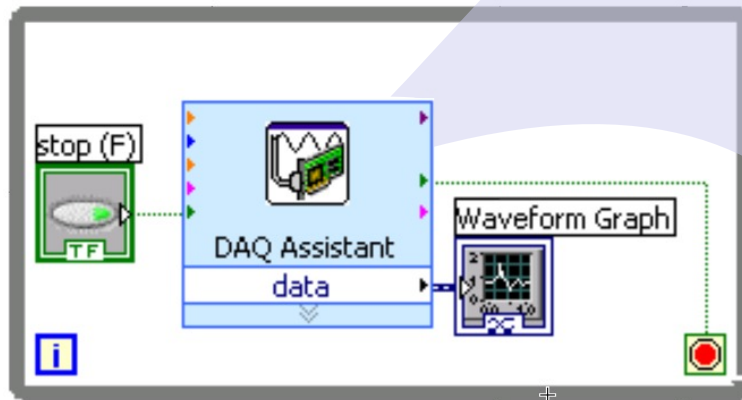 stop (F)
TF
DAQ Assistant
data
Waveform Graph
i